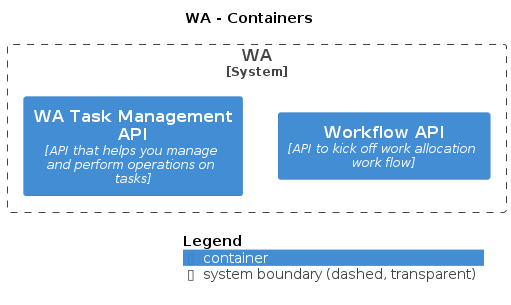 WA - Containers
WA
[System]
WA Task Management
API
[API that helps you manage
and perform operations on
tasks]
Workflow API
[API to kick off work allocation
work flow]
Legend
container
system boundary (dashed, transparent)